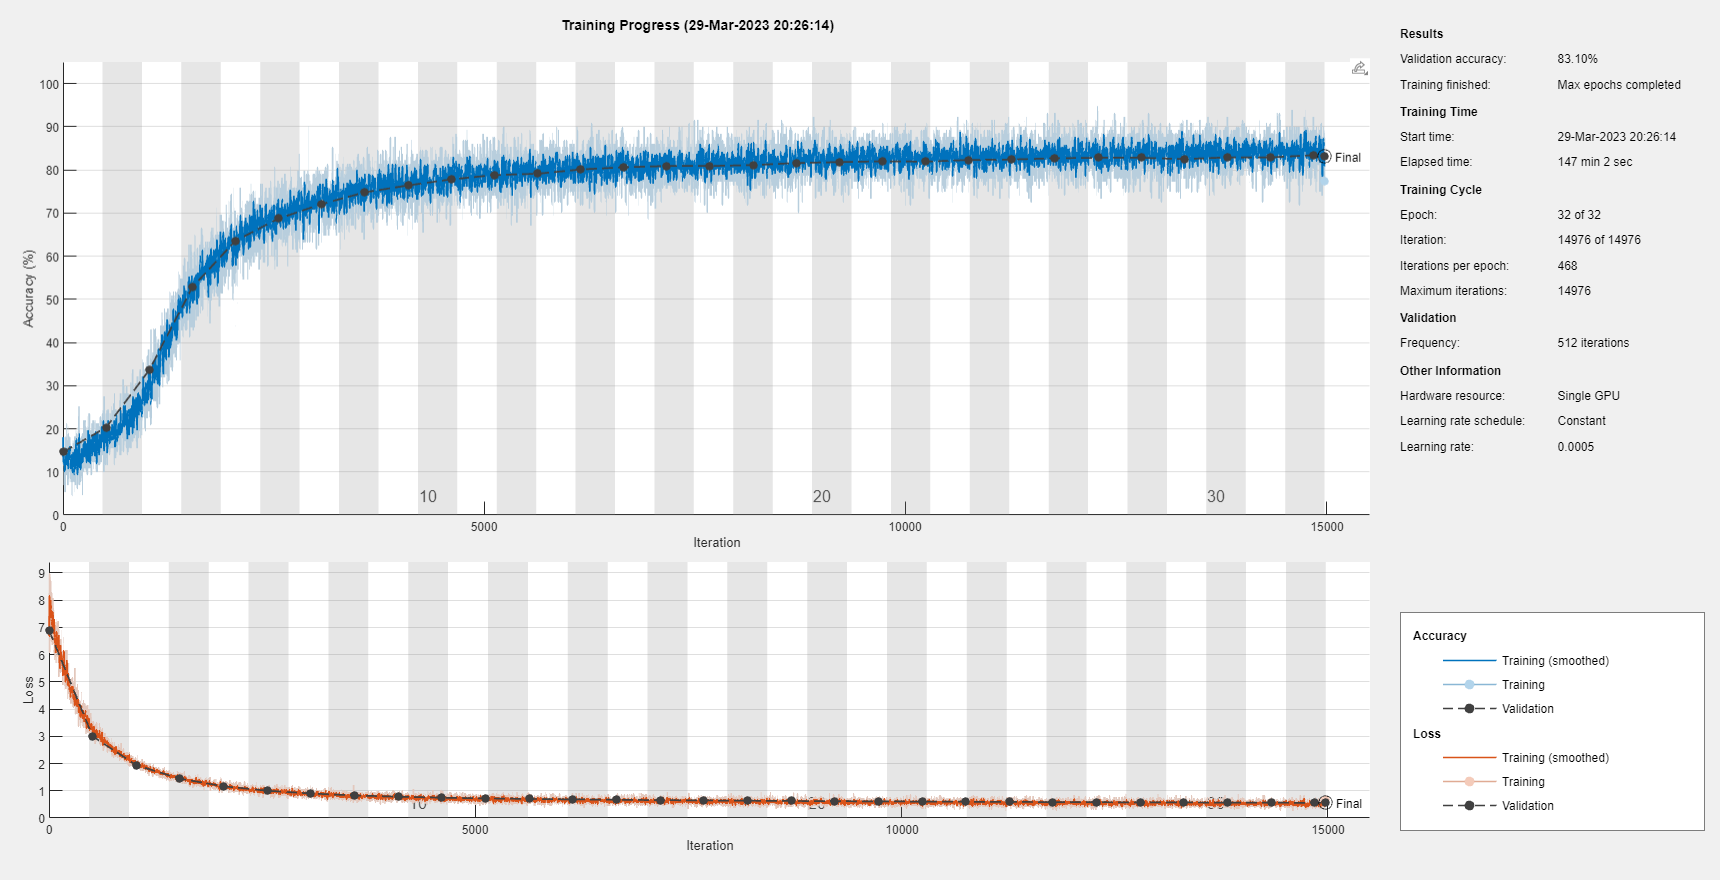 Training Progress (29-Mar-2023 20:26:14)
100
90
80
70
60
50
40
30
20
10
0
Accuracy (%)
Final
10
20
30
0
5000
10000
15000
Iteration
9
8
7
6
5
4
3
2
1
0
Loss
Final
10
20
30
0
5000
10000
15000
Iteration
Results
Validation accuracy: 83.10%
Training finished: Max epochs completed
Training Time
Start time: 29-Mar-2023 20:26:14
Elapsed time: 147 min 2 sec
Training Cycle
Epoch: 32 of 32
Iteration: 14976 of 14976
Iterations per epoch: 468
Maximum iterations: 14976
Validation
Frequency: 512 iterations
Other Information
Hardware resource: Single GPU
Learning rate schedule: Constant
Learning rate: 0.0005
Accuracy
Training (smoothed)
Training
Validation
Loss
Training (smoothed)
Training
Validation